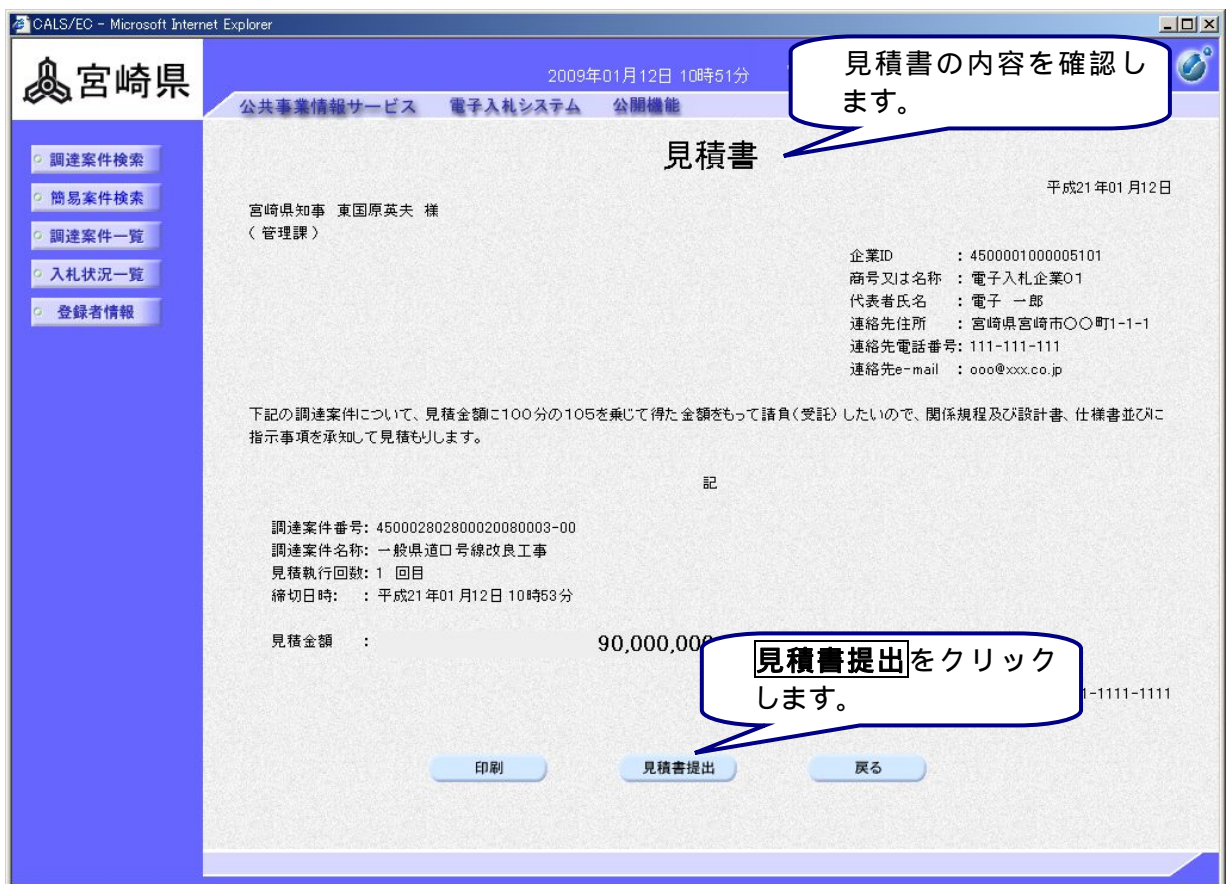 CALS/EC - Microsoft Internet Explorer
宮崎県
2009年01月12日 10時51分
公共事業情報サービス 電子入札システム 公開機能
見積書の内容を確認し
ます。
調達案件検索
簡易案件検索
調達案件一覧
入札状況一覧
登録者情報
見積書
平成21年01月12日
宮崎県知事 東国原英夫 様
(管理課)
企業ID : 4500001000005101
商号又は名称 : 電子入札企業01
代表者氏名 : 電子 一郎
連絡先住所 : 宮崎県宮崎市○○町1-1-1
連絡先電話番号: 111-111-111
連絡先e-mail : ooo@xxx.co.jp
下記の調達案件について、見積金額に100分の105を乗じて得た金額をもって請負(受託)したいので、関係規程及び設計書、仕様書並びに
指示事項を承知して見積もりします。
記
調達案件番号: 450002802800020080003-00
調達案件名称: 一般県道口号線改良工事
見積執行回数: 1 回目
締切日時: : 平成21年01月12日 10時53分
見積金額 : 90,000,000
見積書提出をクリック
します。
-1111-1111
印刷 見積書提出 戻る